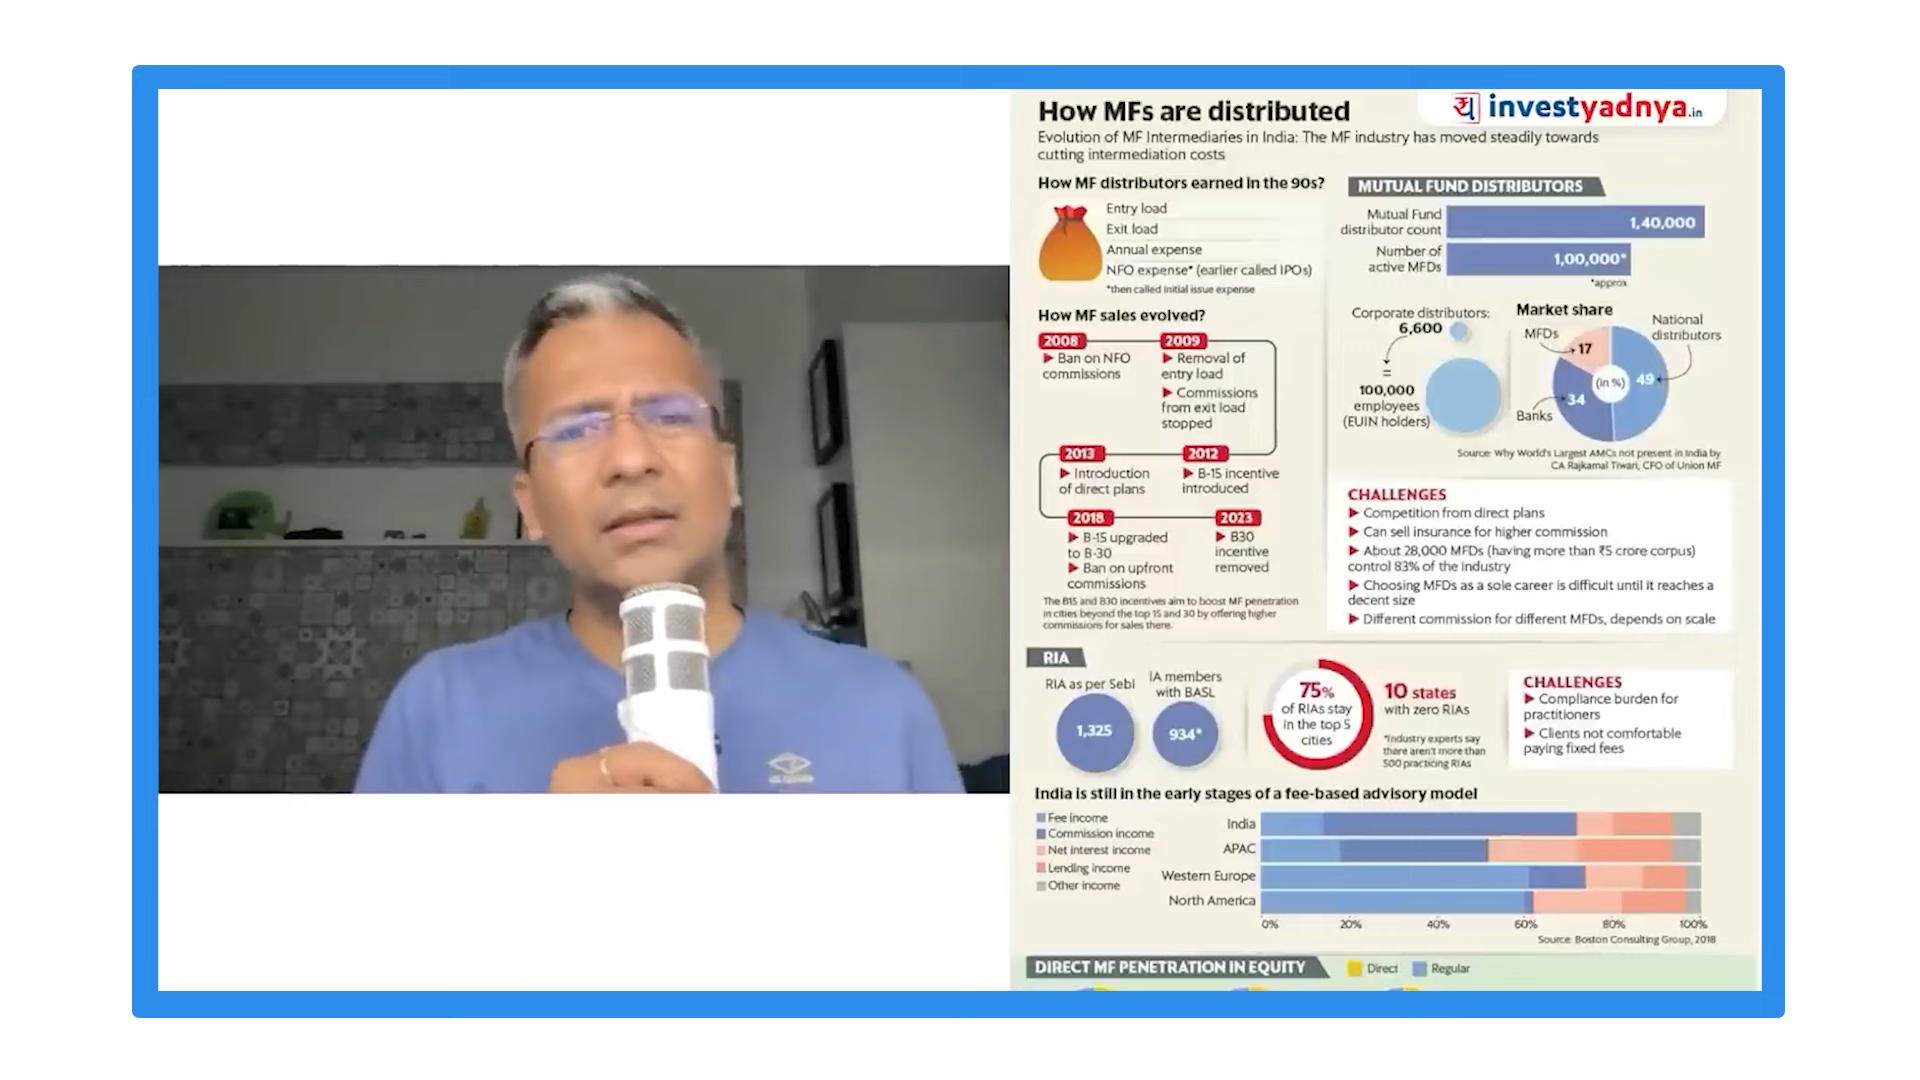 How MFs are distributed
investyadnya.in
Evolution of MF Intermediaries in India: The MF industry has moved steadily towards
cutting intermediation costs
How MF distributors earned in the 90s?
Entry load
Exit load
Annual expense
NFO expense* (earlier called IPOs)
*then called Initial issue expense
How MF sales evolved?
2008
▶ Ban on NFO
commissions
2009
▶ Removal of
entry load
▶ Commissions
from exit load
stopped
2013
▶ Introduction
of direct plans
2012
▶ B-15 incentive
introduced
2018
▶ B-15 upgraded
to B-30
▶ Ban on upfront
commissions
2023
▶ B30
incentive
removed
The B15 and B30 incentives aim to boost MF penetration
in cities beyond the top 15 and 30 by offering higher
commissions for sales there.
MUTUAL FUND DISTRIBUTORS
Mutual Fund
distributor count
1,40,000
Number of
active MFDs
1,00,000*
*approx
Corporate distributors:
6,600
=
100,000
employees
(EUIN holders)
Market share
MFDs
17
National
distributors
49
(in %)
34
Banks
Source: Why World's Largest AMCs not present in India by
CA Rajkamal Tiwari, CFO of Union MF
CHALLENGES
▶ Competition from direct plans
▶ Can sell insurance for higher commission
▶ About 28,000 MFDs (having more than ₹5 crore corpus)
control 83% of the industry
▶ Choosing MFDs as a sole career is difficult until it reaches a
decent size
▶ Different commission for different MFDs, depends on scale
RIA
RIA as per Sebi
1,325
IA members
with BASL
934*
75%
of RIAs stay
in the top 5
cities
10 states
with zero RIAs
*Industry experts say
there aren't more than
500 practicing RIAs
CHALLENGES
▶ Compliance burden for
practitioners
▶ Clients not comfortable
paying fixed fees
India is still in the early stages of a fee-based advisory model
Fee income
Commission income
Net interest income
Lending income
Other income
India
APAC
Western Europe
North America
0% 20% 40% 60% 80% 100%
Source: Boston Consulting Group, 2018
DIRECT MF PENETRATION IN EQUITY
Direct Regular